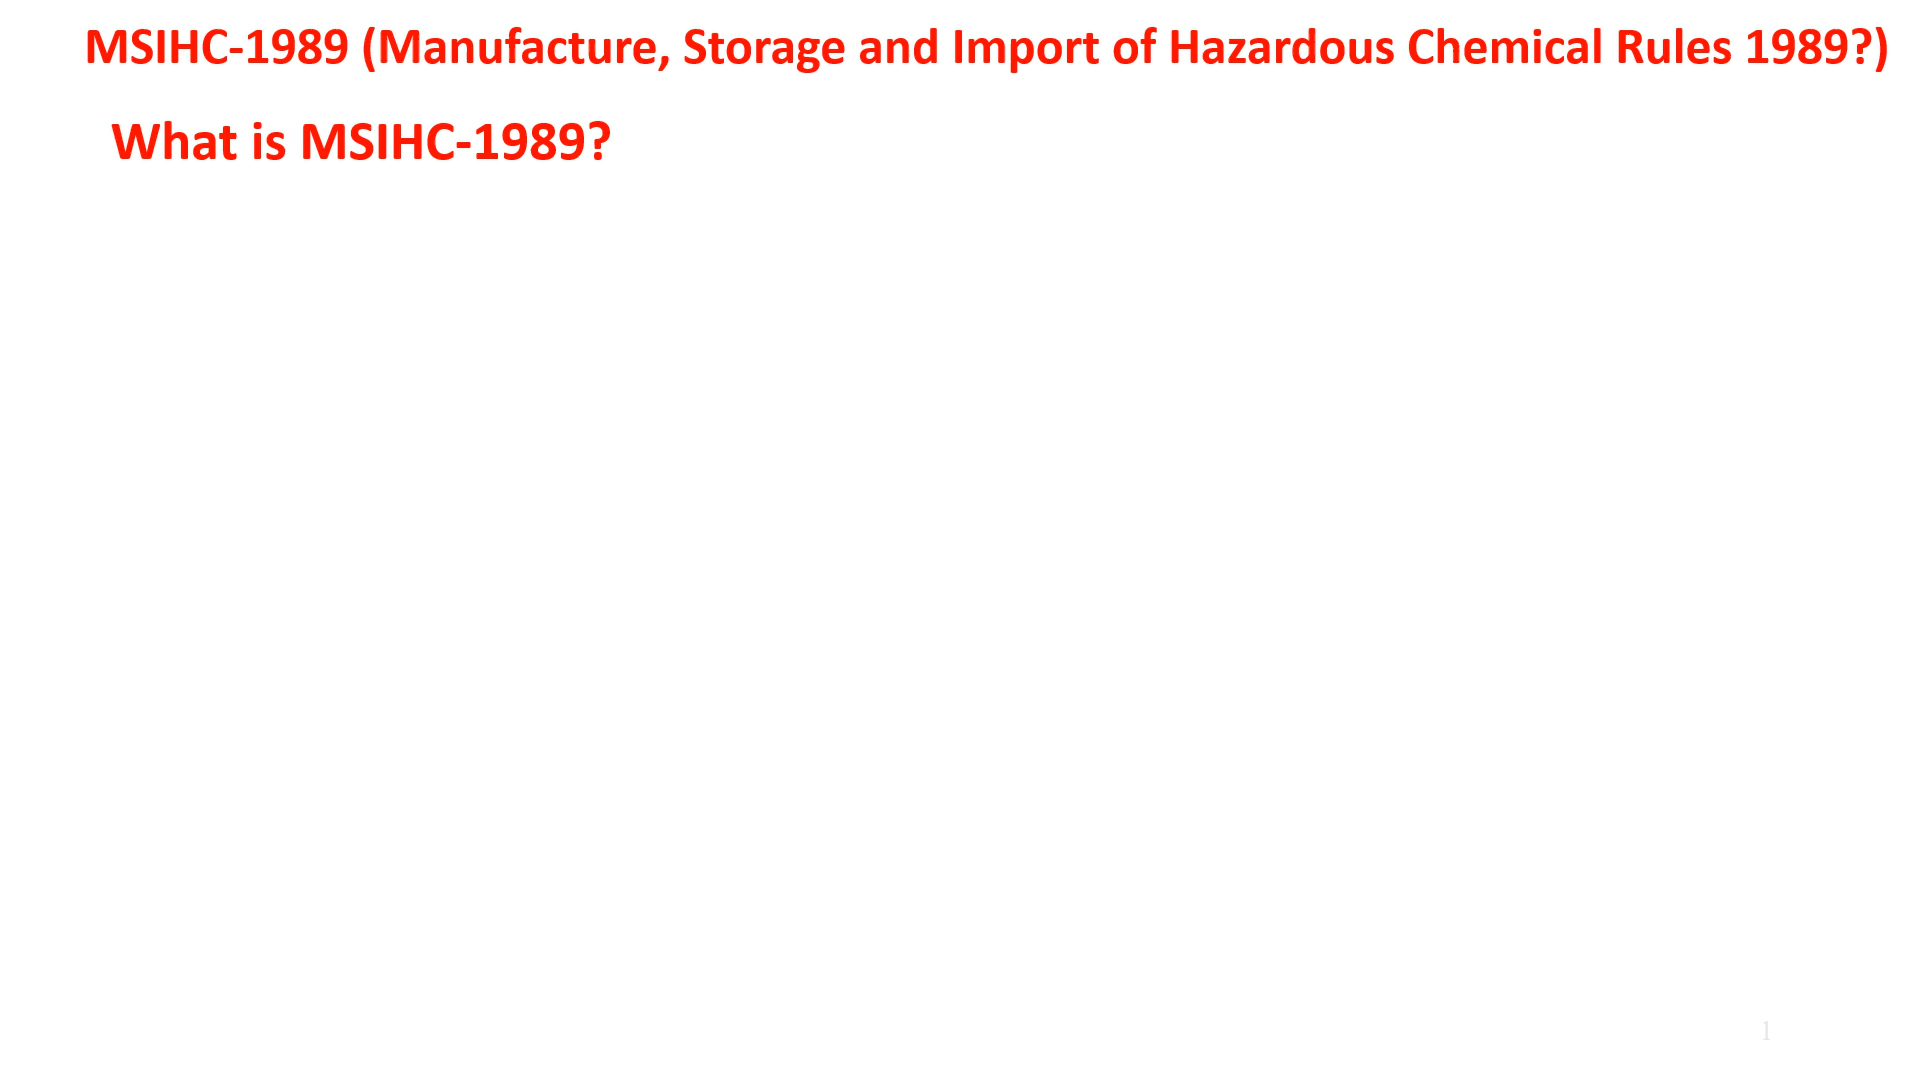 MSIHC-1989 (Manufacture, Storage and Import of Hazardous Chemical Rules 1989?)
What is MSIHC-1989?
1